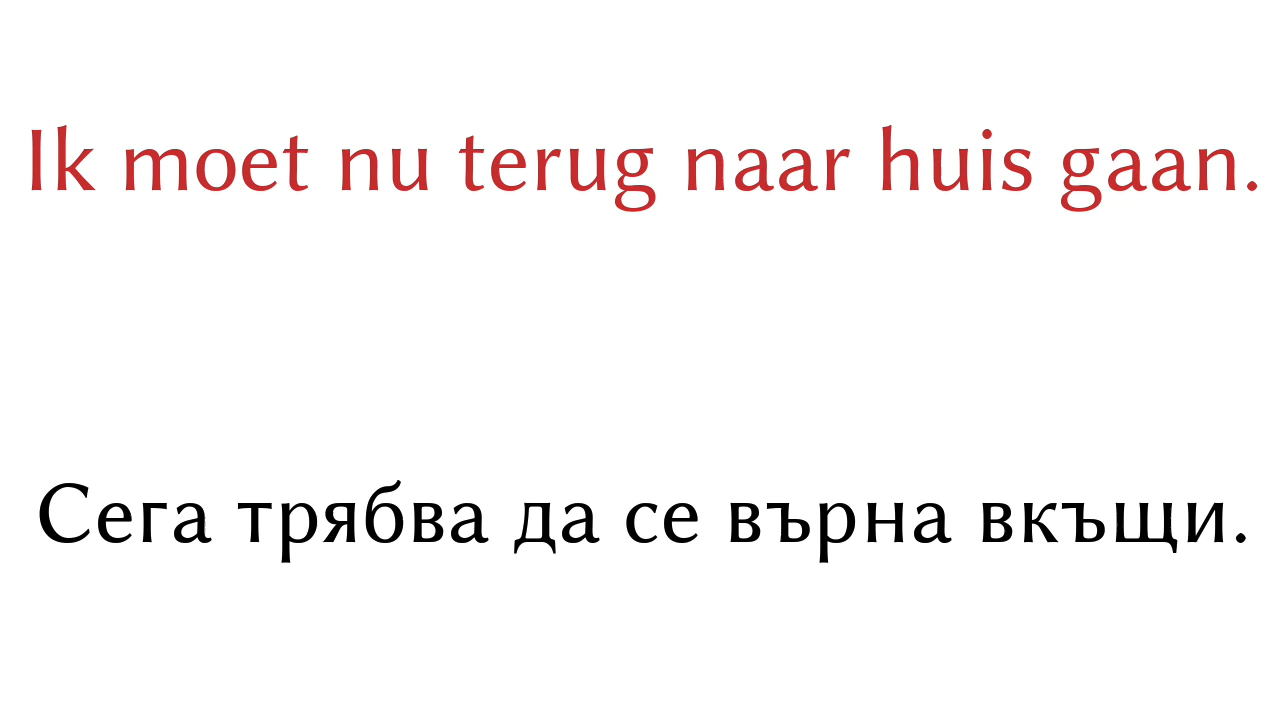 Ik moet nu terug naar huis gaan.
Сега трябва да се върна вкъщи.